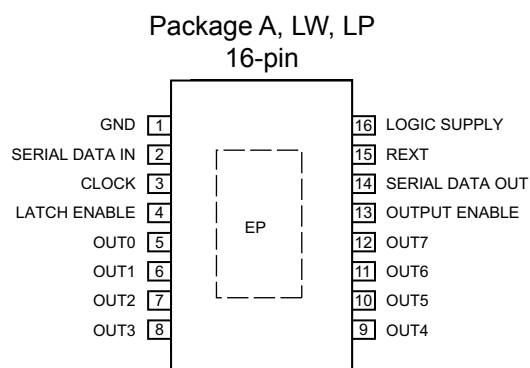 Package A, LW, LP
16-pin
GND 1
SERIAL DATA IN 2
CLOCK 3
LATCH ENABLE 4
OUT0 5
OUT1 6
OUT2 7
OUT3 8
EP
16 LOGIC SUPPLY
15 REXT
14 SERIAL DATA OUT
13 OUTPUT ENABLE
12 OUT7
11 OUT6
10 OUT5
9 OUT4